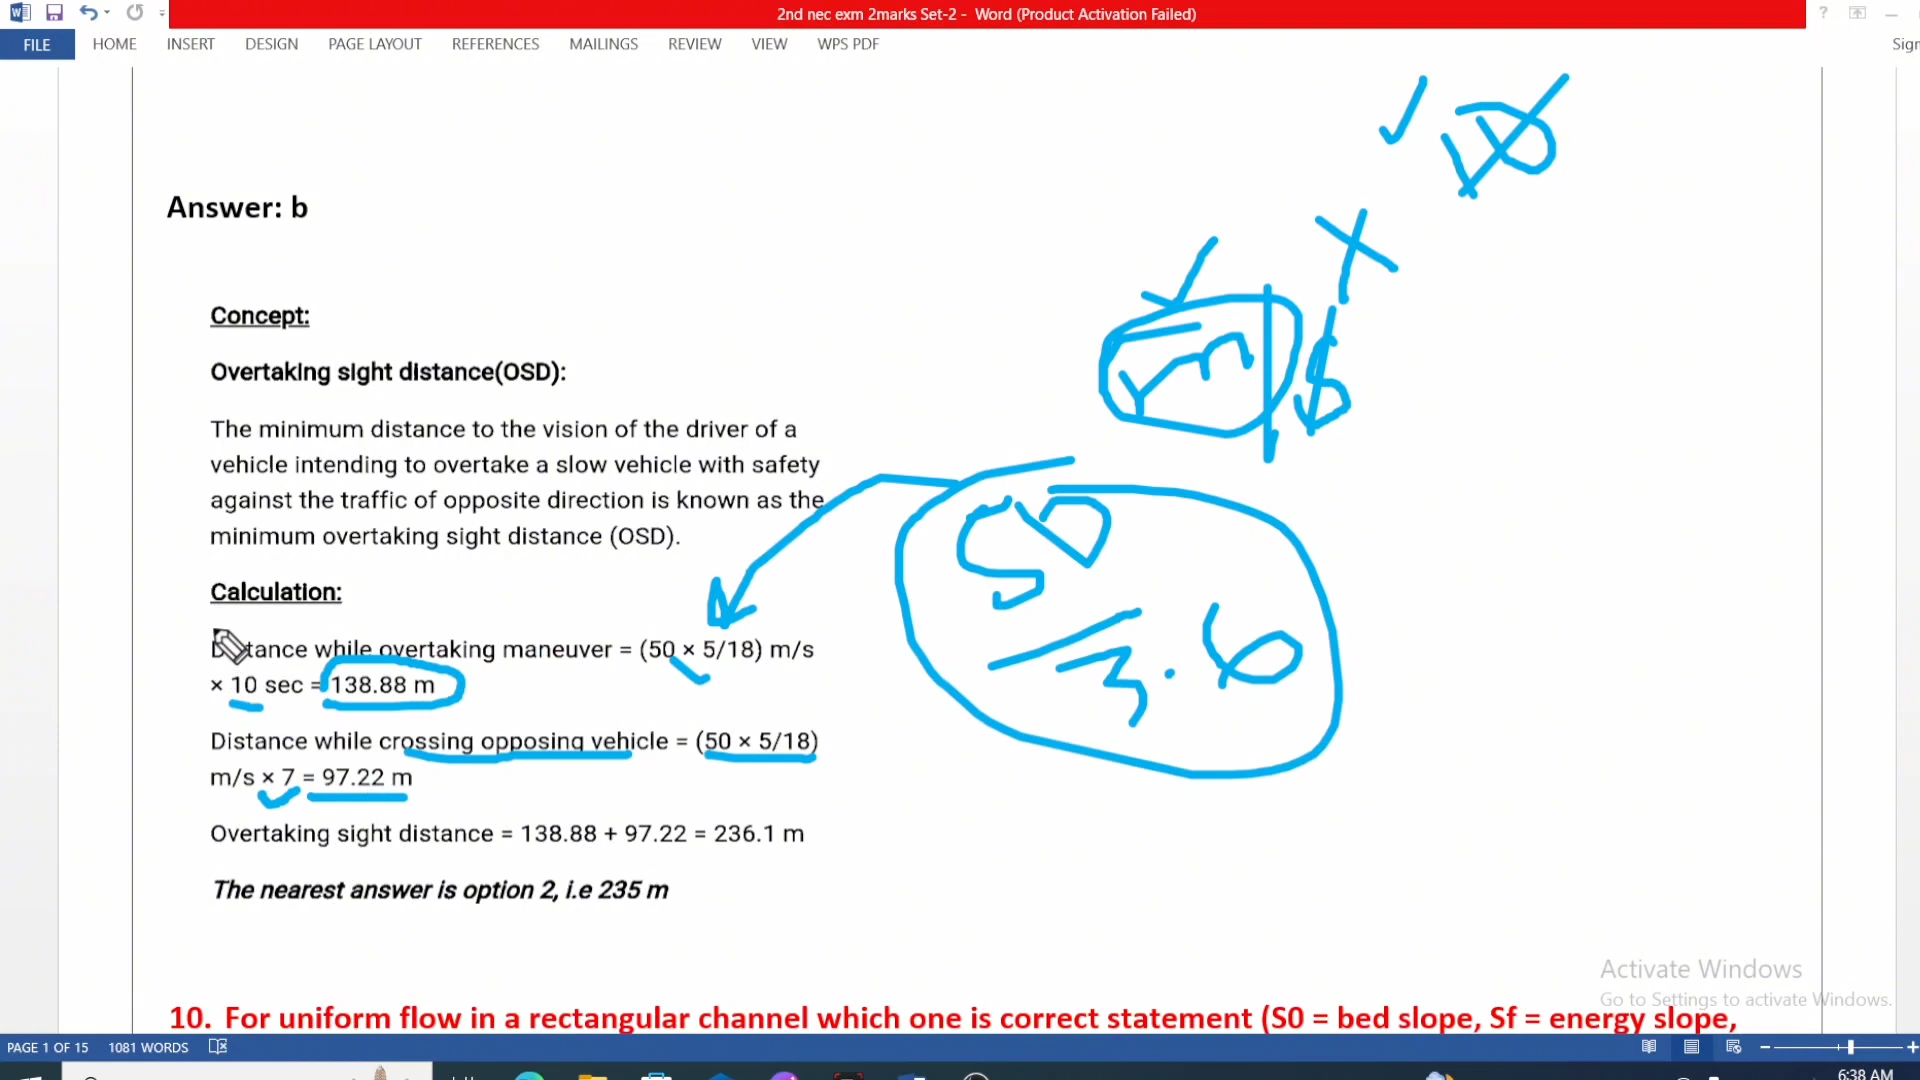 2nd nec exm 2marks Set-2 - Word (Product Activation Failed)
FILE HOME INSERT DESIGN PAGE LAYOUT REFERENCES MAILINGS REVIEW VIEW WPS PDF
Answer: b
Concept:
Overtaking sight distance(OSD):
The minimum distance to the vision of the driver of a
vehicle intending to overtake a slow vehicle with safety
against the traffic of opposite direction is known as the
minimum overtaking sight distance (OSD).
Calculation:
Distance while overtaking maneuver = (50 × 5/18) m/s
× 10 sec = 138.88 m
Distance while crossing opposing vehicle = (50 × 5/18)
m/s × 7 = 97.22 m
Overtaking sight distance = 138.88 + 97.22 = 236.1 m
The nearest answer is option 2, i.e 235 m
50
3.6
Activate Windows
Go to Settings to activate Windows.
10. For uniform flow in a rectangular channel which one is correct statement (S0 = bed slope, Sf = energy slope,
PAGE 1 OF 15 1081 WORDS
6:38 AM